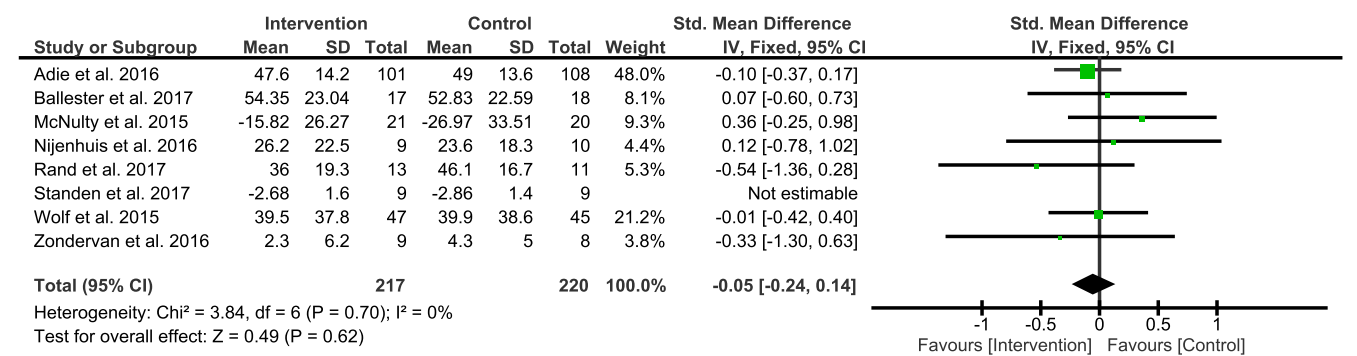 Intervention Control Std. Mean Difference Std. Mean Difference
Study or Subgroup Mean SD Total Mean SD Total Weight IV, Fixed, 95% CI IV, Fixed, 95% CI
Adie et al. 2016 47.6 14.2 101 49 13.6 108 48.0% -0.10 [-0.37, 0.17]
Ballester et al. 2017 54.35 23.04 17 52.83 22.59 18 8.1% 0.07 [-0.60, 0.73]
McNulty et al. 2015 -15.82 26.27 21 -26.97 33.51 20 9.3% 0.36 [-0.25, 0.98]
Nijenhuis et al. 2016 26.2 22.5 9 23.6 18.3 10 4.4% 0.12 [-0.78, 1.02]
Rand et al. 2017 36 19.3 13 46.1 16.7 11 5.3% -0.54 [-1.36, 0.28]
Standen et al. 2017 -2.68 1.6 9 -2.86 1.4 9 Not estimable
Wolf et al. 2015 39.5 37.8 47 39.9 38.6 45 21.2% -0.01 [-0.42, 0.40]
Zondervan et al. 2016 2.3 6.2 9 4.3 5 8 3.8% -0.33 [-1.30, 0.63]
Total (95% CI) 217 220 100.0% -0.05 [-0.24, 0.14]
Heterogeneity: Chi² = 3.84, df = 6 (P = 0.70); I² = 0%
Test for overall effect: Z = 0.49 (P = 0.62)
-1 -0.5 0 0.5 1
Favours [Intervention] Favours [Control]